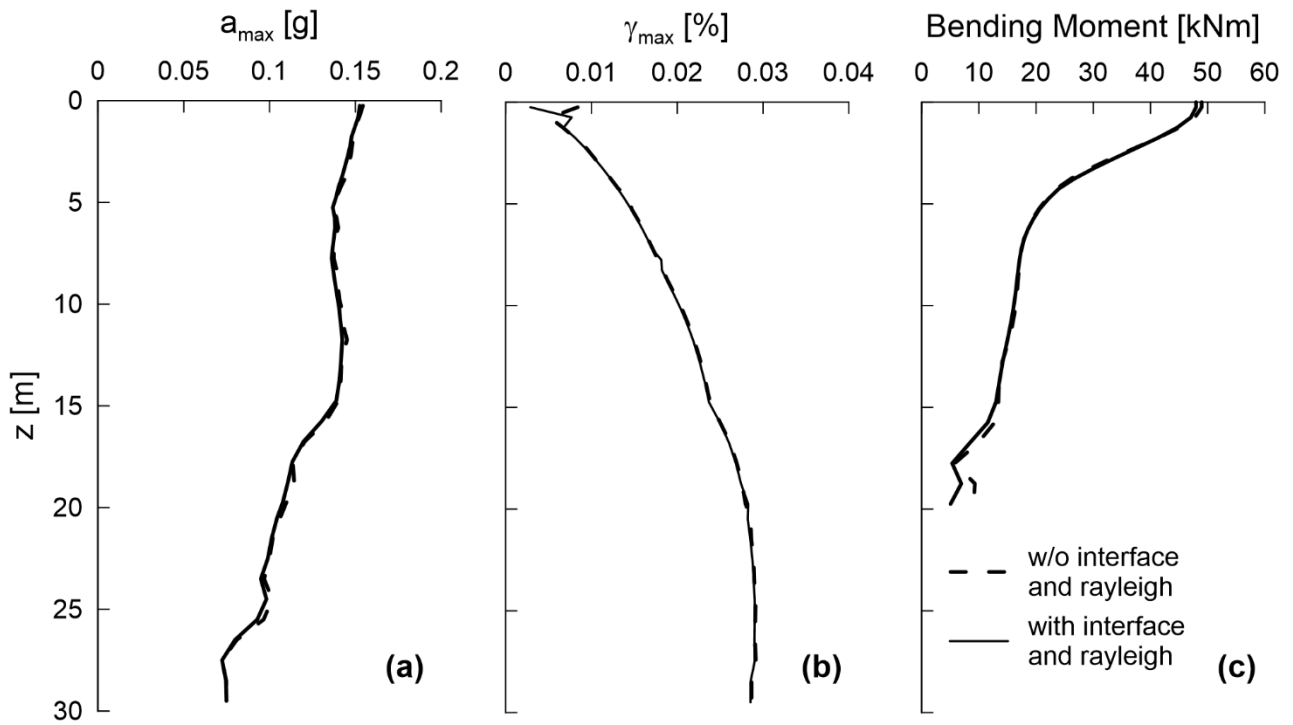 a_max [g]
0 0.05 0.1 0.15 0.2
γ_max [%]
0 0.01 0.02 0.03 0.04
Bending Moment [kNm]
0 10 20 30 40 50 60
z [m]
0
5
10
15
20
25
30
(a)
(b)
w/o interface
and rayleigh
with interface
and rayleigh
(c)